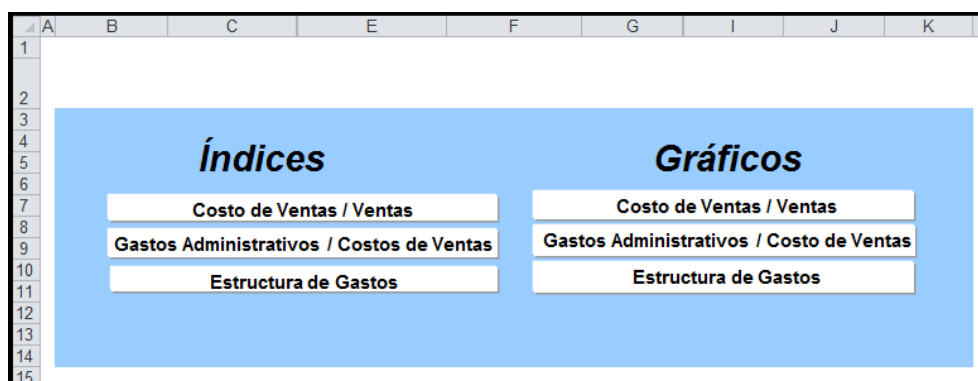 A B C E F G I J K
1
2
3
4
5
6
7
8
9
10
11
12
13
14
15
Índices
Costo de Ventas / Ventas
Gastos Administrativos / Costos de Ventas
Estructura de Gastos
Gráficos
Costo de Ventas / Ventas
Gastos Administrativos / Costo de Ventas
Estructura de Gastos